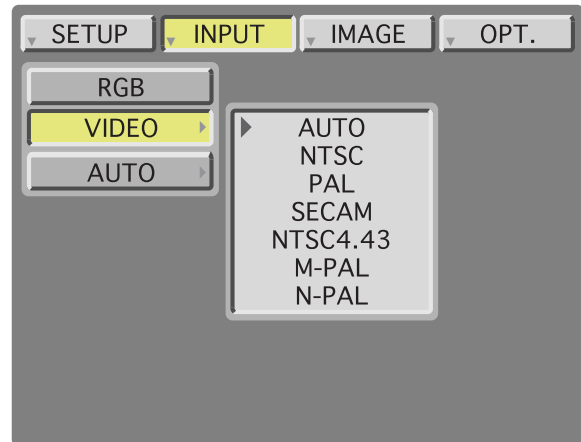 SETUP INPUT IMAGE OPT.
RGB
VIDEO
AUTO
AUTO
NTSC
PAL
SECAM
NTSC4.43
M-PAL
N-PAL